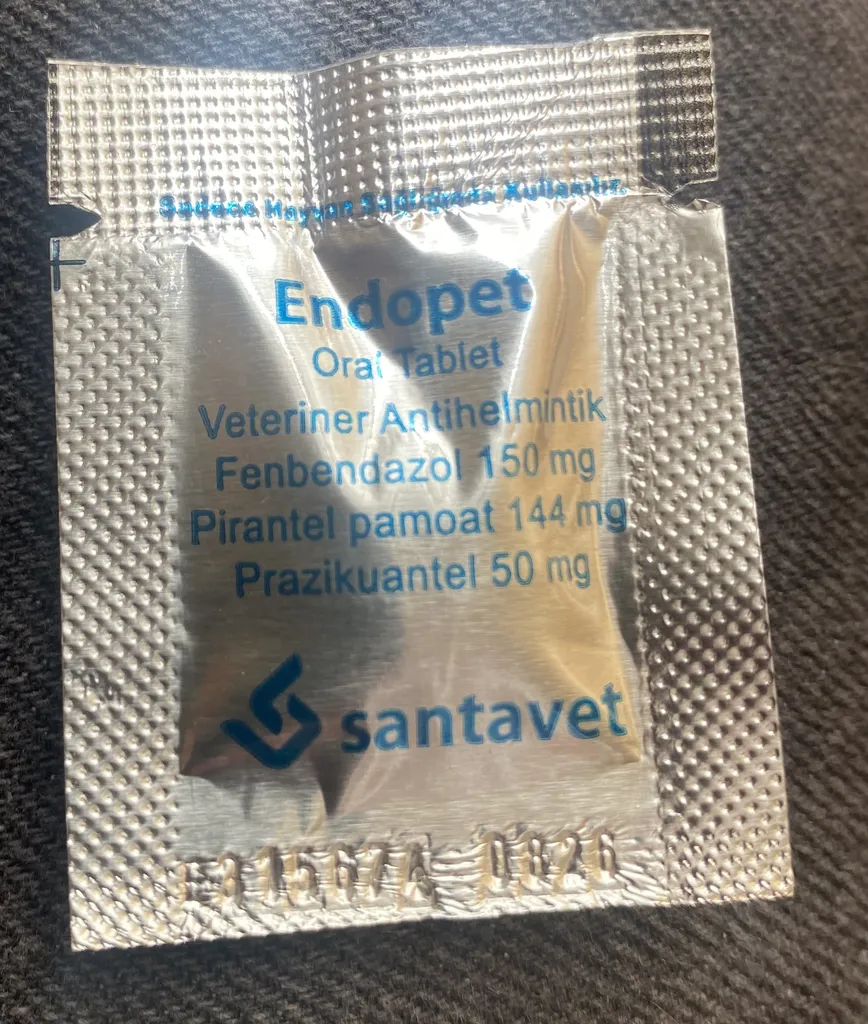 Sadece Hayvan Sağlığında Kullanılır.
Endopet
Oral Tablet
Veteriner Antihelmintik
Fenbendazol 150 mg
Pirantel pamoat 144 mg
Prazikuantel 50 mg
santavet
0826